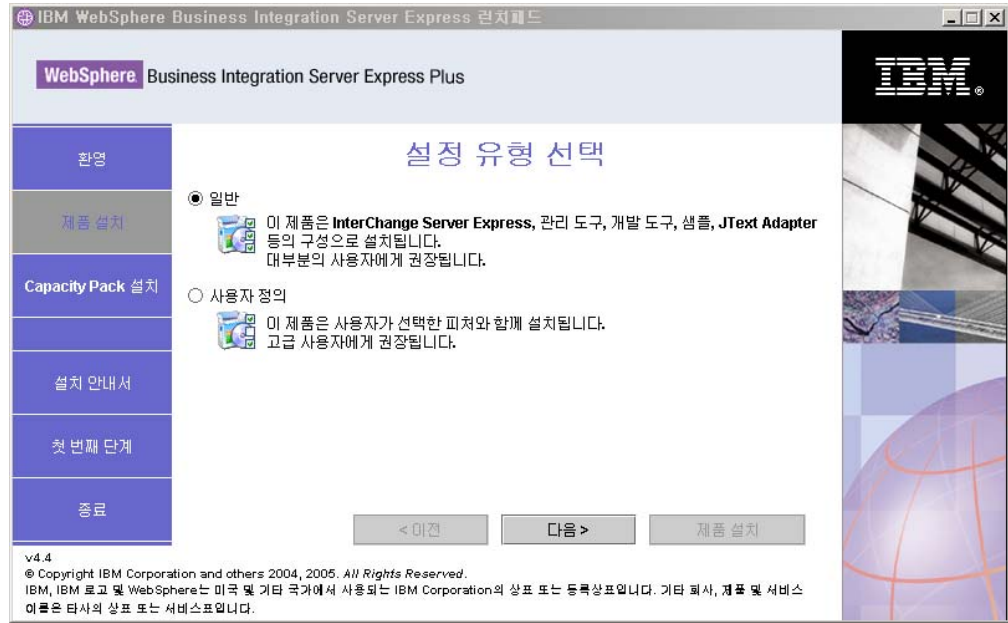 IBM WebSphere Business Integration Server Express 런치패드
WebSphere. Business Integration Server Express Plus
IBM®
환영
제품 설치
Capacity Pack 설치
설치 안내서
첫 번째 단계
종료
설정 유형 선택
일반
이 제품은 InterChange Server Express, 관리 도구, 개발 도구, 샘플, JText Adapter
등의 구성으로 설치됩니다.
대부분의 사용자에게 권장됩니다.
사용자 정의
이 제품은 사용자가 선택한 피처와 함께 설치됩니다.
고급 사용자에게 권장됩니다.
< 이전
다음 >
제품 설치
v4.4
© Copyright IBM Corporation and others 2004, 2005. All Rights Reserved.
IBM, IBM 로고 및 WebSphere는 미국 및 기타 국가에서 사용되는 IBM Corporation의 상표 또는 등록상표입니다. 기타 회사, 제품 및 서비스
이름은 타사의 상표 또는 서비스표입니다.